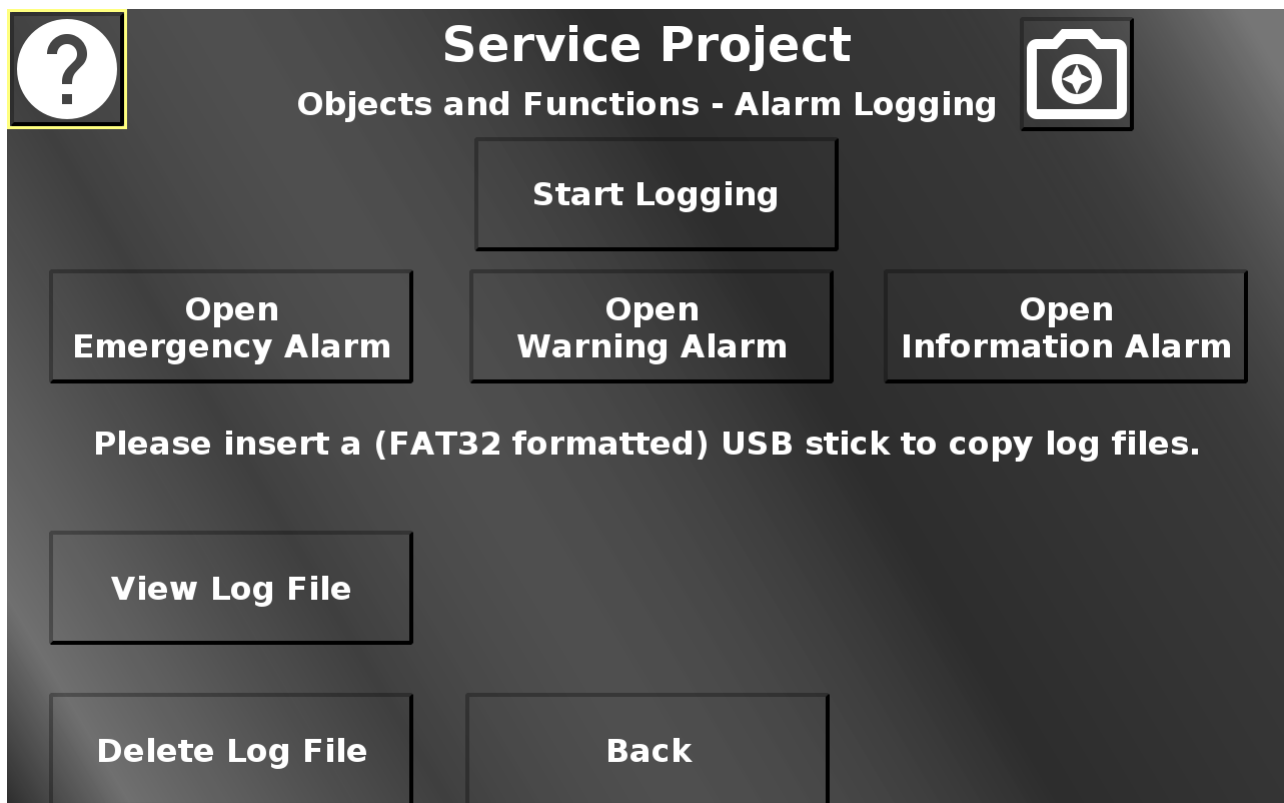 Service Project
Objects and Functions - Alarm Logging
Start Logging
Open
Emergency Alarm
Open
Warning Alarm
Open
Information Alarm
Please insert a (FAT32 formatted) USB stick to copy log files.
View Log File
Delete Log File
Back